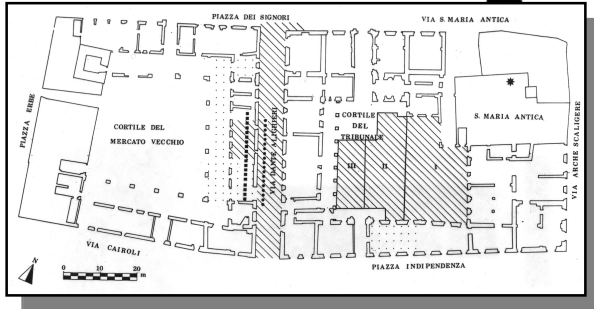 PIAZZA DEI SIGNORI
VIA S. MARIA ANTICA
PIAZZA ERBE
CORTILE DEL
MERCATO VECCHIO
VIA DANTE ALIGHIERI
CORTILE
DEL
TRIBUNALE
III
II
I
S. MARIA ANTICA
VIA ARCHE SCALIGERE
VIA CAIROLI
PIAZZA INDIPENDENZA
N
0 10 20
m